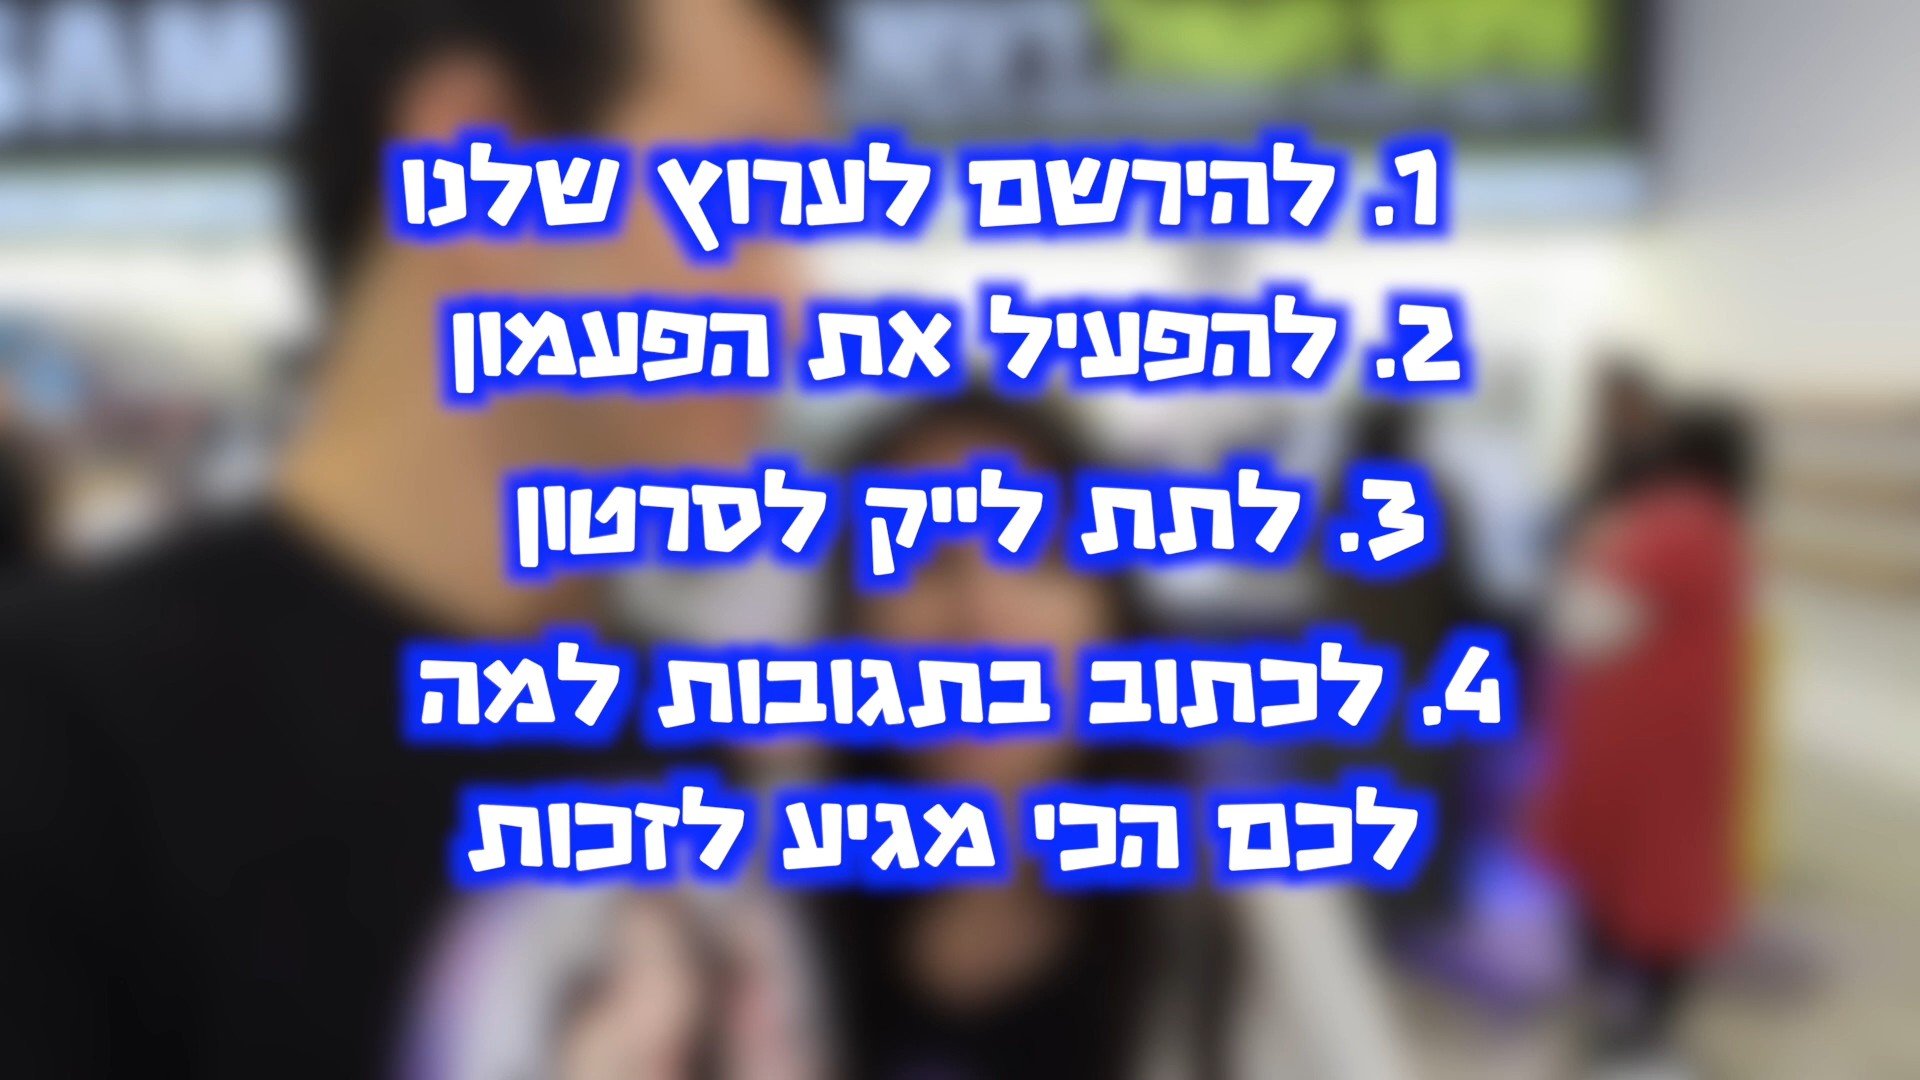 1. להירשם לערוץ שלנו
2. להפעיל את הפעמון
3. לתת לייק לסרטון
4. לכתוב בתגובות למה
לכם הכי מגיע לזכות